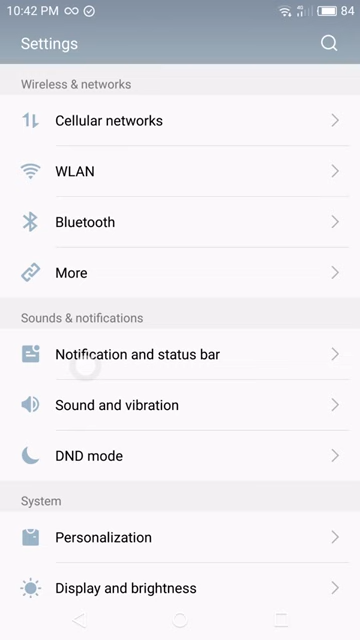 10:42 PM 84
Settings
Wireless & networks
Cellular networks
WLAN
Bluetooth
More
Sounds & notifications
Notification and status bar
Sound and vibration
DND mode
System
Personalization
Display and brightness